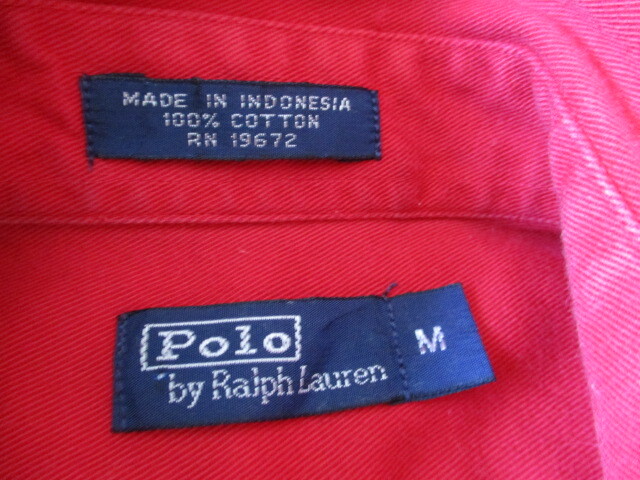 MADE IN INDONESIA
100% COTTON
RN 19672
Polo
by Ralph Lauren
M